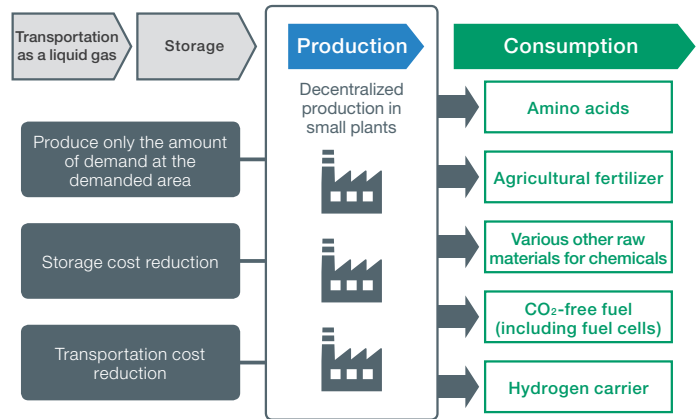 Transportation
as a liquid gas
Storage
Production
Consumption
Decentralized
production in
small plants
Produce only the amount
of demand at the
demanded area
Storage cost reduction
Transportation cost
reduction
Amino acids
Agricultural fertilizer
Various other raw
materials for chemicals
CO₂-free fuel
(including fuel cells)
Hydrogen carrier